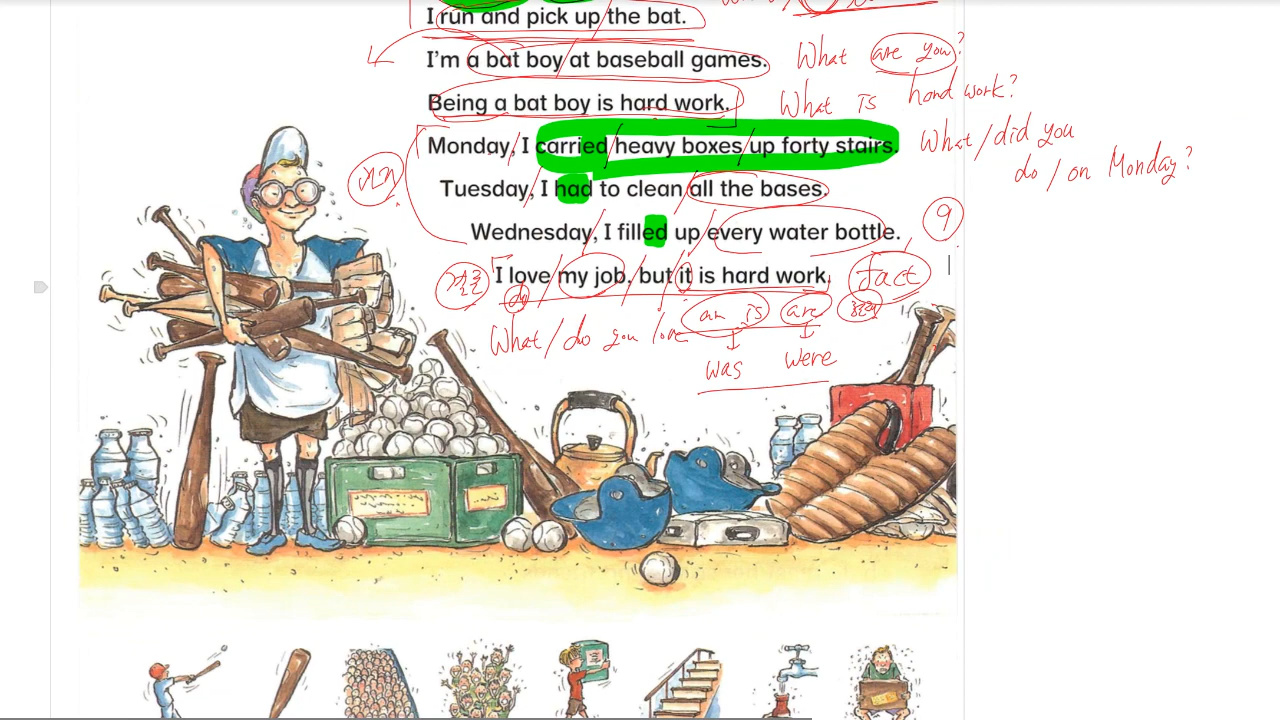 I run and pick up the bat.
I'm a bat boy at baseball games. What are you?
Being a bat boy is hard work. What is hard work?
Monday, I carried heavy boxes up forty stairs. What / did you
do / on Monday?
Tuesday, I had to clean all the bases.
Wednesday, I filled up every water bottle. 9
I love my job, but it is hard work. fact
do
am is are
What / do you love
was were